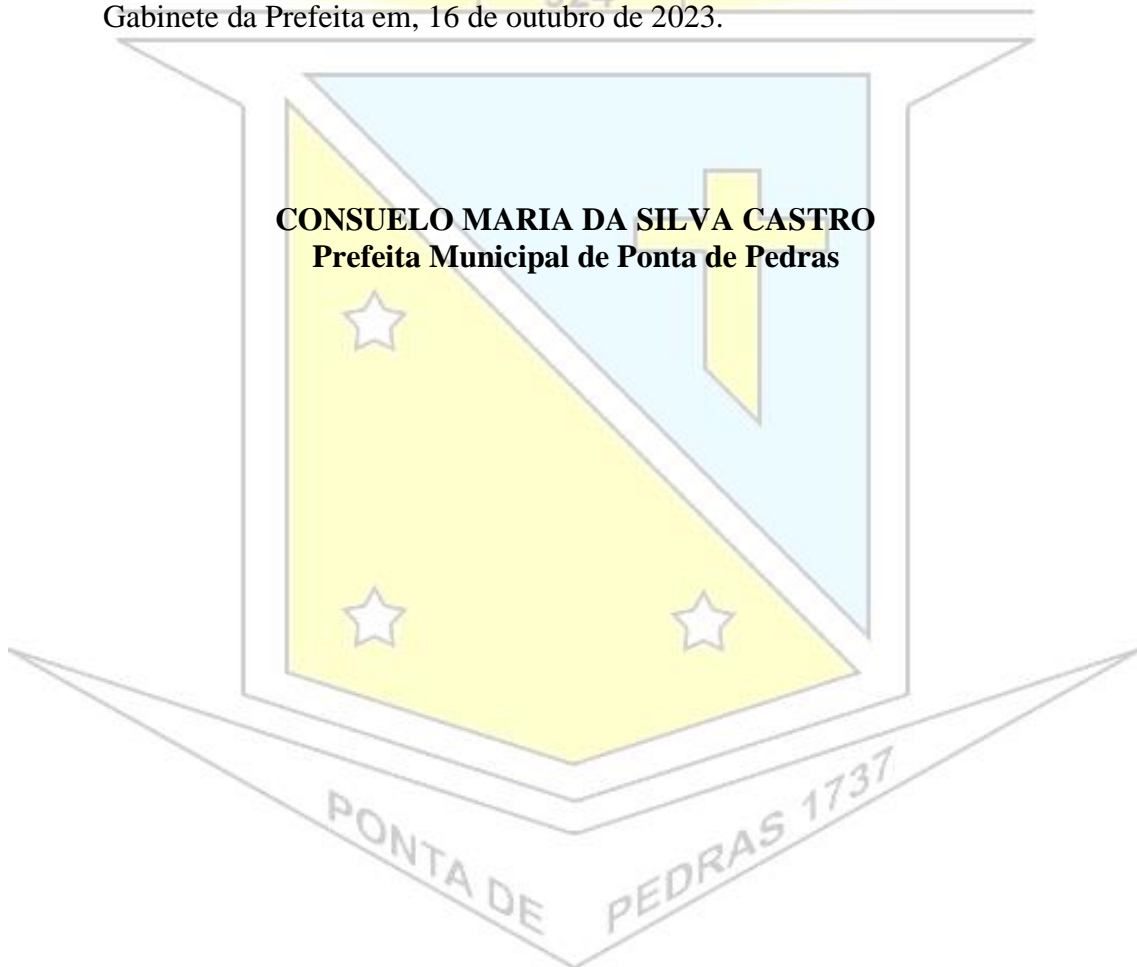 Gabinete da Prefeita em, 16 de outubro de 2023.
CONSUELO MARIA DA SILVA CASTRO
Prefeita Municipal de Ponta de Pedras
PONTA DE PEDRAS 1737